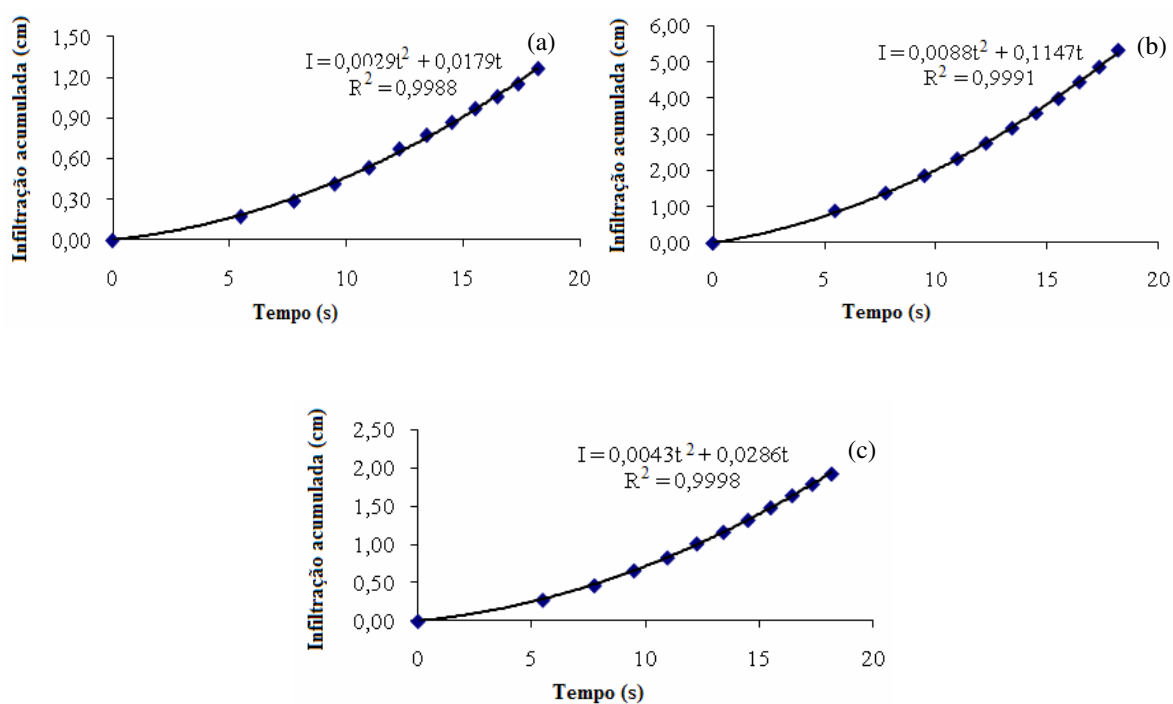 (a)
I = 0,0029t² + 0,0179t
R² = 0,9988
Infiltração acumulada (cm)
1,50
1,20
0,90
0,60
0,30
0,00
0 5 10 15 20
Tempo (s)
(b)
I = 0,0088t² + 0,1147t
R² = 0,9991
Infiltração acumulada (cm)
6,00
5,00
4,00
3,00
2,00
1,00
0,00
0 5 10 15 20
Tempo (s)
(c)
I = 0,0043t² + 0,0286t
R² = 0,9998
Infiltração acumulada (cm)
2,50
2,00
1,50
1,00
0,50
0,00
0 5 10 15 20
Tempo (s)